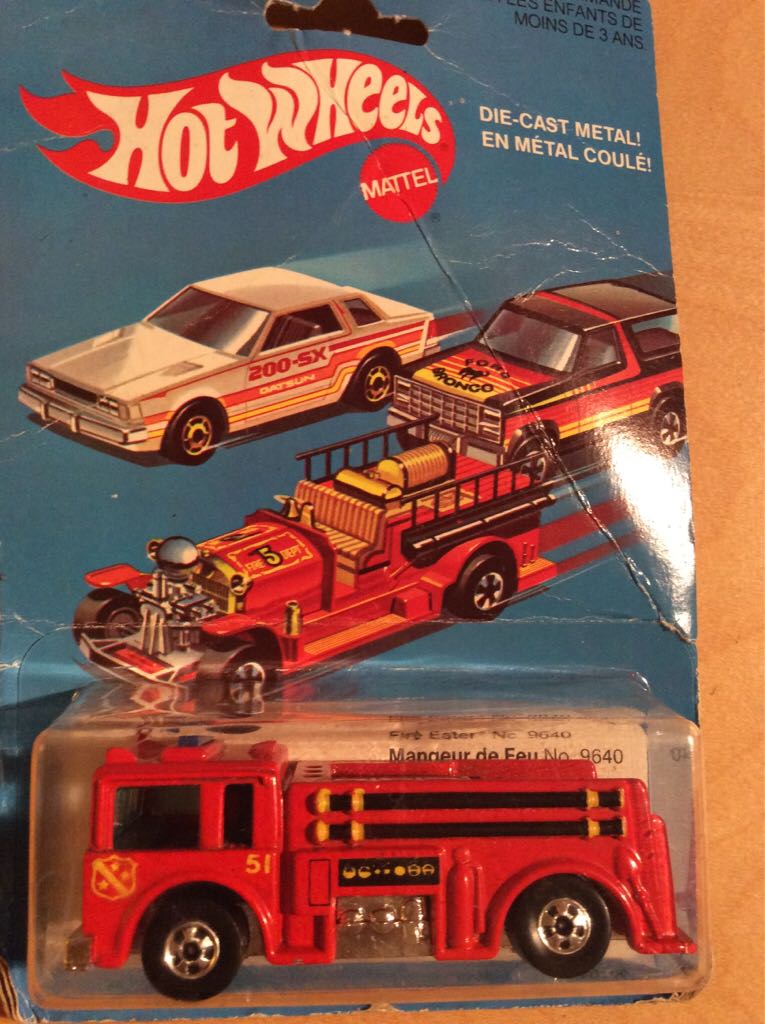 LES ENFANTS DE
MOINS DE 3 ANS.
HOT WHEELS
®
MATTEL
®
DIE-CAST METAL!
EN MÉTAL COULÉ!
200-SX
DATSUN
FORD
BRONCO
FIRE 5 DEPT
Fire Eater No. 9640
Mangeur de Feu No. 9640
51